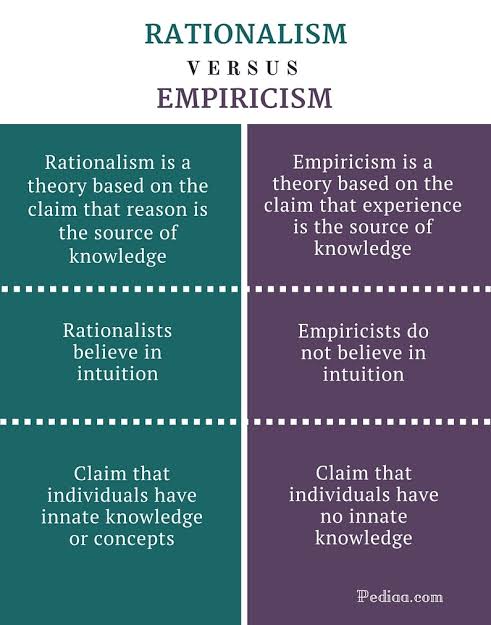 RATIONALISM
VERSUS
EMPIRICISM
Rationalism is a
theory based on the
claim that reason is
the source of
knowledge
Empiricism is a
theory based on the
claim that experience
is the source of
knowledge
Rationalists
believe in
intuition
Empiricists do
not believe in
intuition
Claim that
individuals have
innate knowledge
or concepts
Claim that
individuals have
no innate
knowledge
Pediaa.com